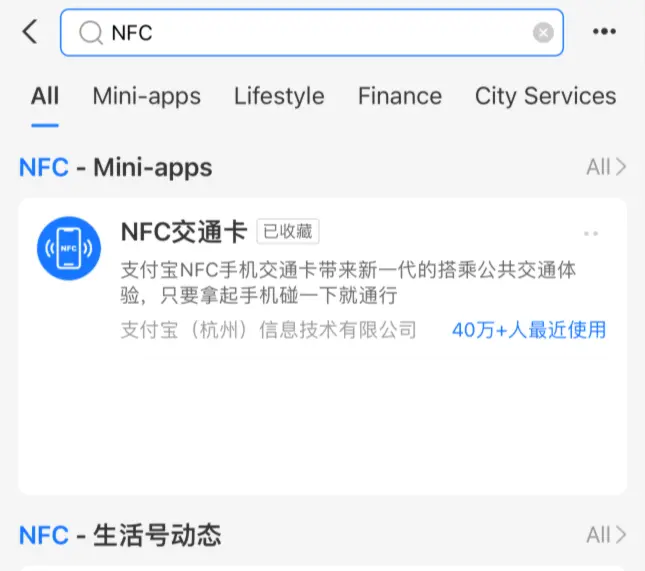 NFC
All Mini-apps Lifestyle Finance City Services
NFC - Mini-apps All
NFC
NFC交通卡 已收藏
支付宝NFC手机交通卡带来新一代的搭乘公共交通体
验，只要拿起手机碰一下就通行
支付宝（杭州）信息技术有限公司 40万+人最近使用
NFC - 生活号动态 All